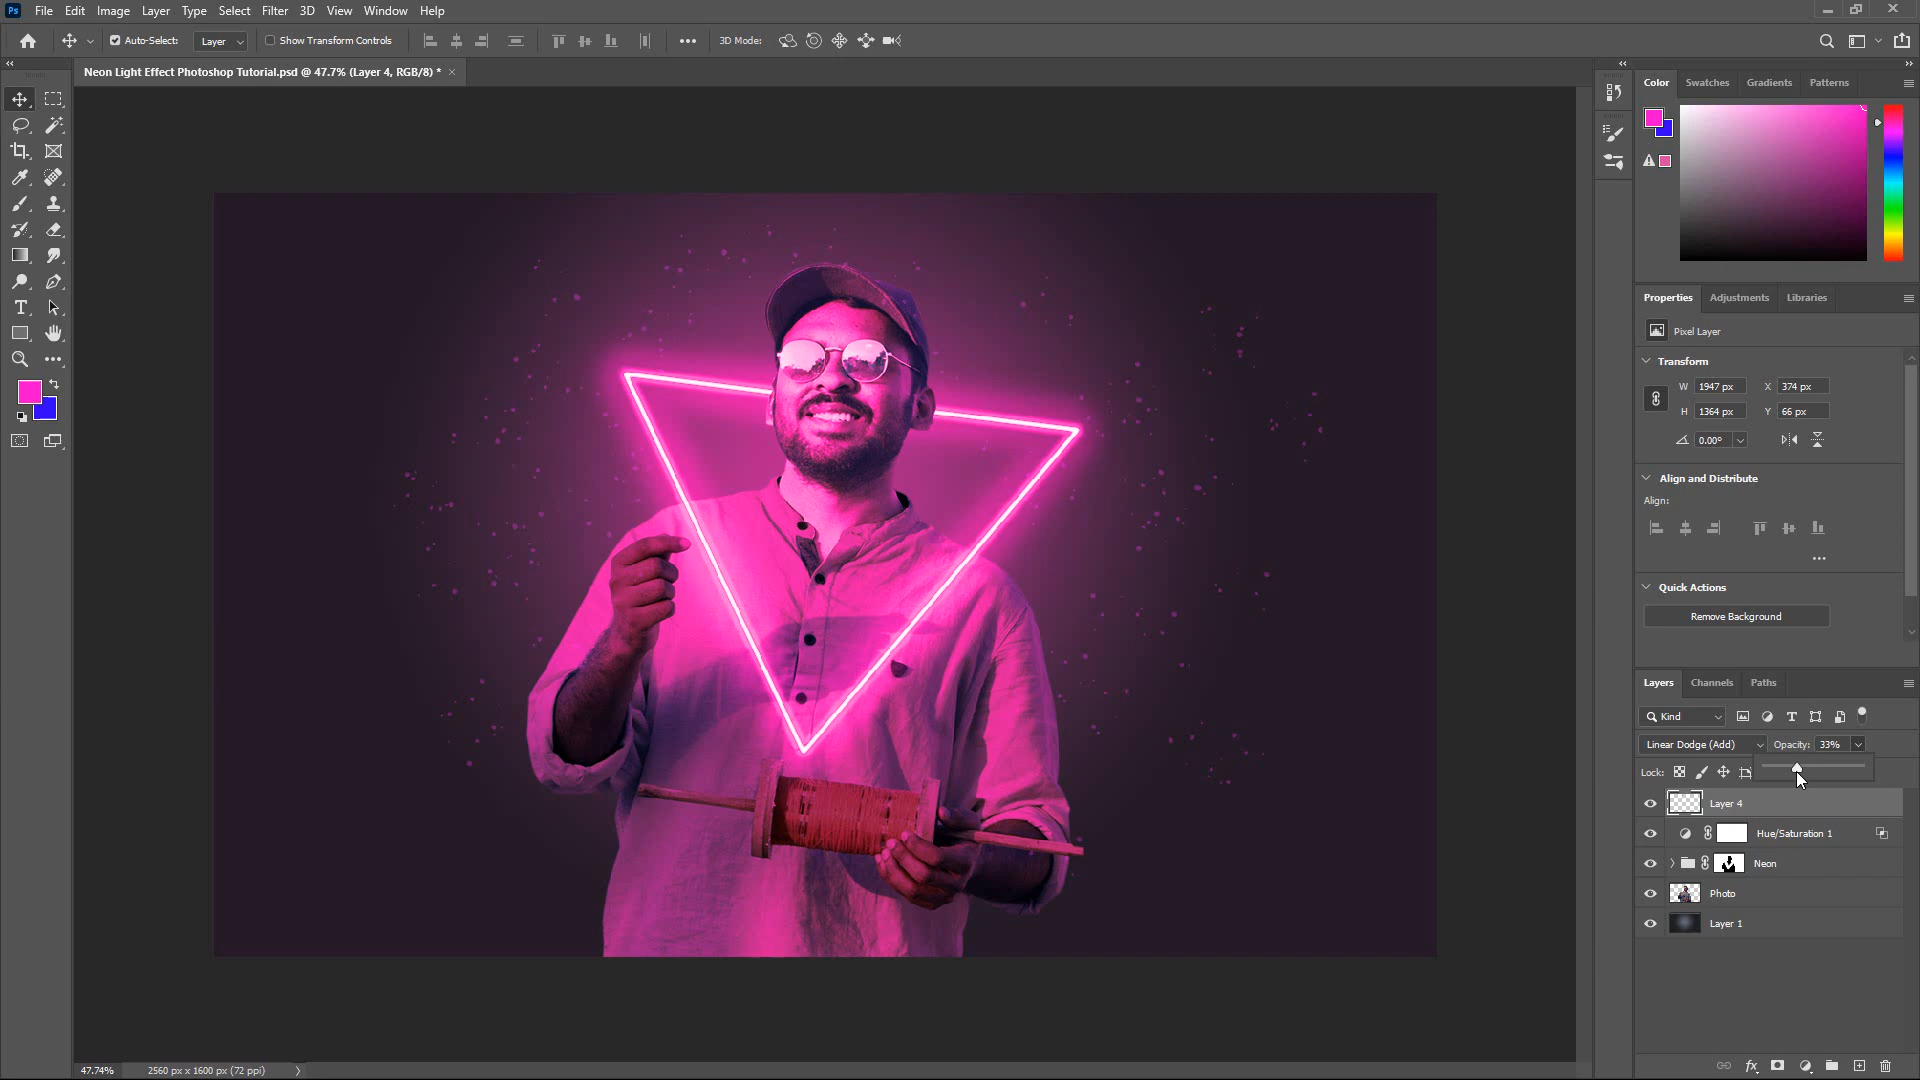 Ps File Edit Image Layer Type Select Filter 3D View Window Help
Auto-Select: Layer Show Transform Controls 3D Mode:
Neon Light Effect Photoshop Tutorial.psd @ 47.7% (Layer 4, RGB/8) * ×
Color Swatches Gradients Patterns
Properties Adjustments Libraries
Pixel Layer
Transform
W 1947 px X 374 px
H 1364 px Y 66 px
0.00°
Align and Distribute
Align:
Quick Actions
Remove Background
Layers Channels Paths
Kind
Linear Dodge (Add) Opacity: 33%
Lock:
Layer 4
Hue/Saturation 1
Neon
Photo
Layer 1
47.74% 2560 px x 1600 px (72 ppi)